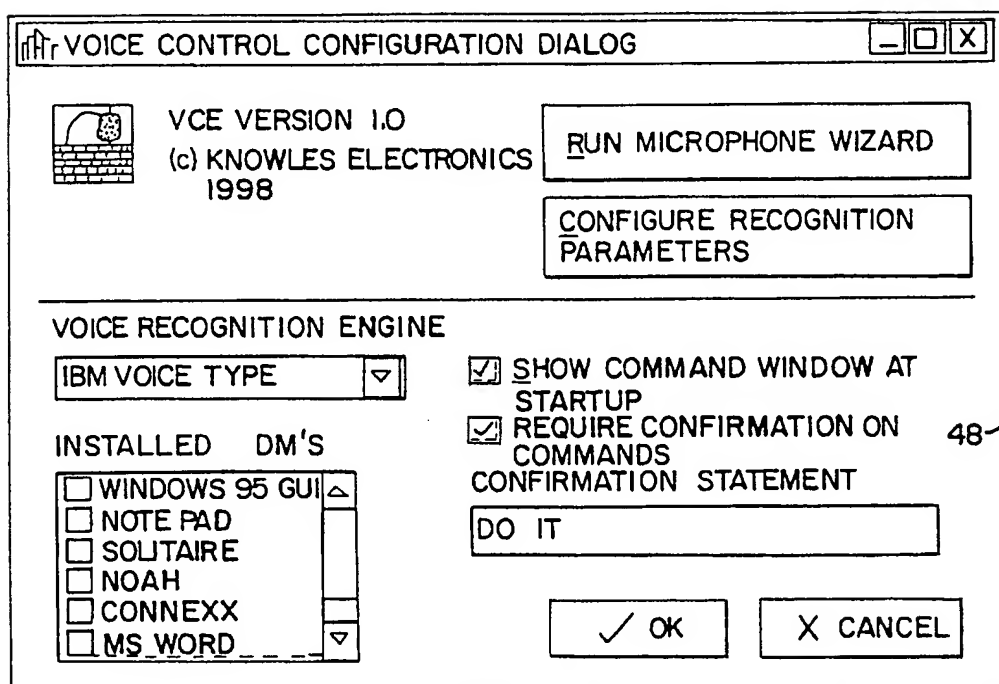 VOICE CONTROL CONFIGURATION DIALOG
VCE VERSION 1.0
(c) KNOWLES ELECTRONICS
1998
RUN MICROPHONE WIZARD
CONFIGURE RECOGNITION
PARAMETERS
VOICE RECOGNITION ENGINE
IBM VOICE TYPE
SHOW COMMAND WINDOW AT
STARTUP
REQUIRE CONFIRMATION ON
COMMANDS
48
INSTALLED DM'S
WINDOWS 95 GUI
NOTE PAD
SOLITAIRE
NOAH
CONNEXX
MS WORD
CONFIRMATION STATEMENT
DO IT
OK
X CANCEL